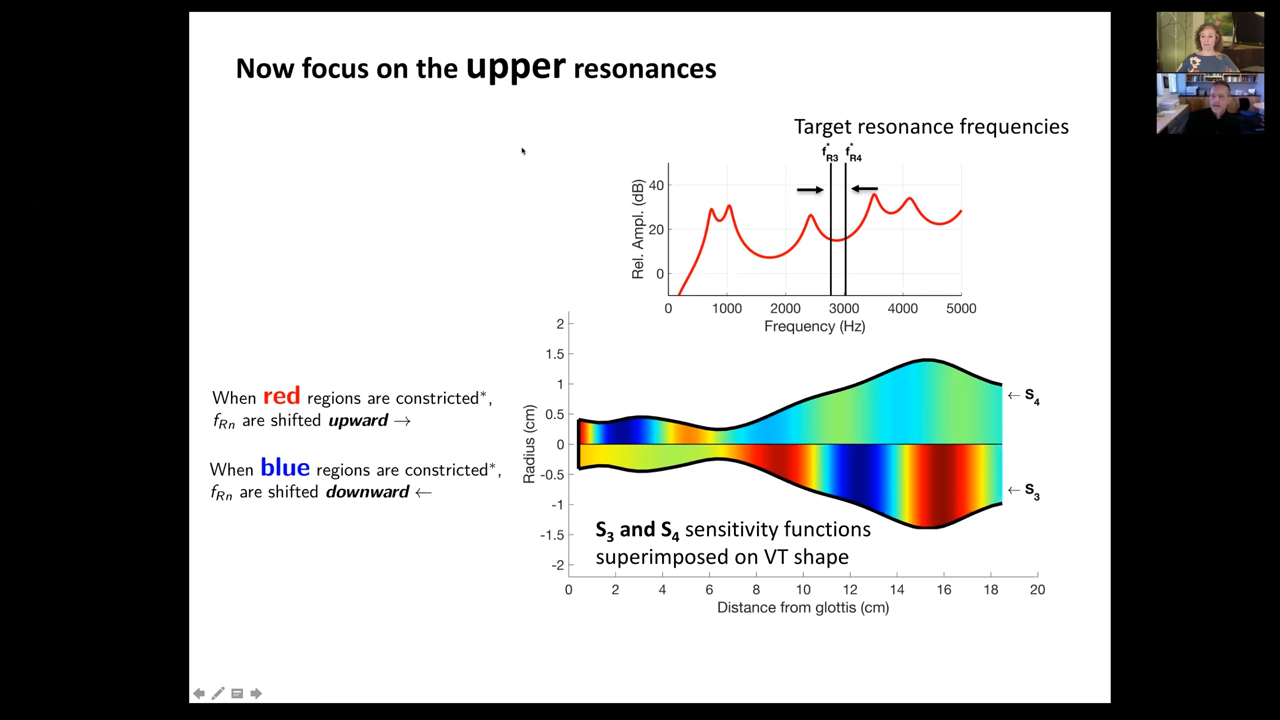 Now focus on the upper resonances
Target resonance frequencies
f*R3 f*R4
40
20
0
Rel. Ampl. (dB)
0 1000 2000 3000 4000 5000
Frequency (Hz)
When red regions are constricted*,
fRn are shifted upward →
When blue regions are constricted*,
fRn are shifted downward ←
2
1.5
1
0.5
0
-0.5
-1
-1.5
-2
Radius (cm)
← S4
← S3
S3 and S4 sensitivity functions
superimposed on VT shape
0 2 4 6 8 10 12 14 16 18 20
Distance from glottis (cm)